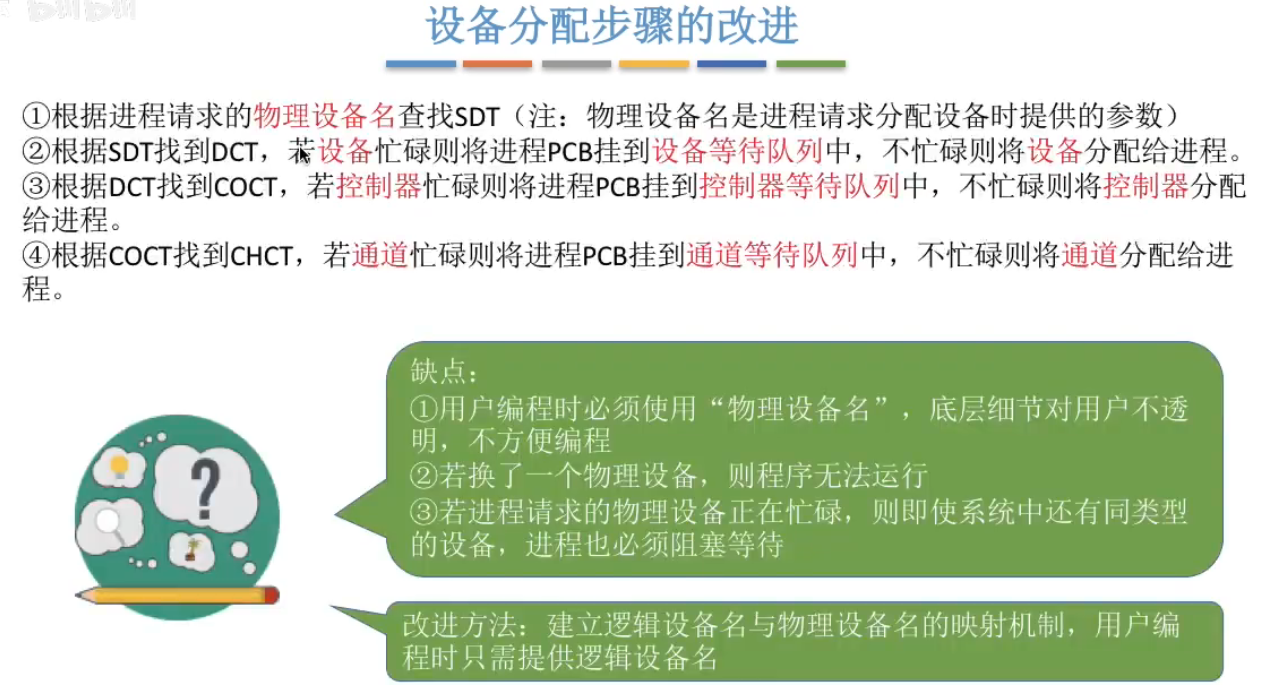 设备分配步骤的改进
①根据进程请求的物理设备名查找SDT（注：物理设备名是进程请求分配设备时提供的参数）
②根据SDT找到DCT，若设备忙碌则将进程PCB挂到设备等待队列中，不忙碌则将设备分配给进程。
③根据DCT找到COCT，若控制器忙碌则将进程PCB挂到控制器等待队列中，不忙碌则将控制器分配
给进程。
④根据COCT找到CHCT，若通道忙碌则将进程PCB挂到通道等待队列中，不忙碌则将通道分配给进
程。
缺点：
①用户编程时必须使用“物理设备名”，底层细节对用户不透
明，不方便编程
②若换了一个物理设备，则程序无法运行
③若进程请求的物理设备正在忙碌，则即使系统中还有同类型
的设备，进程也必须阻塞等待
?
改进方法：建立逻辑设备名与物理设备名的映射机制，用户编
程时只需提供逻辑设备名